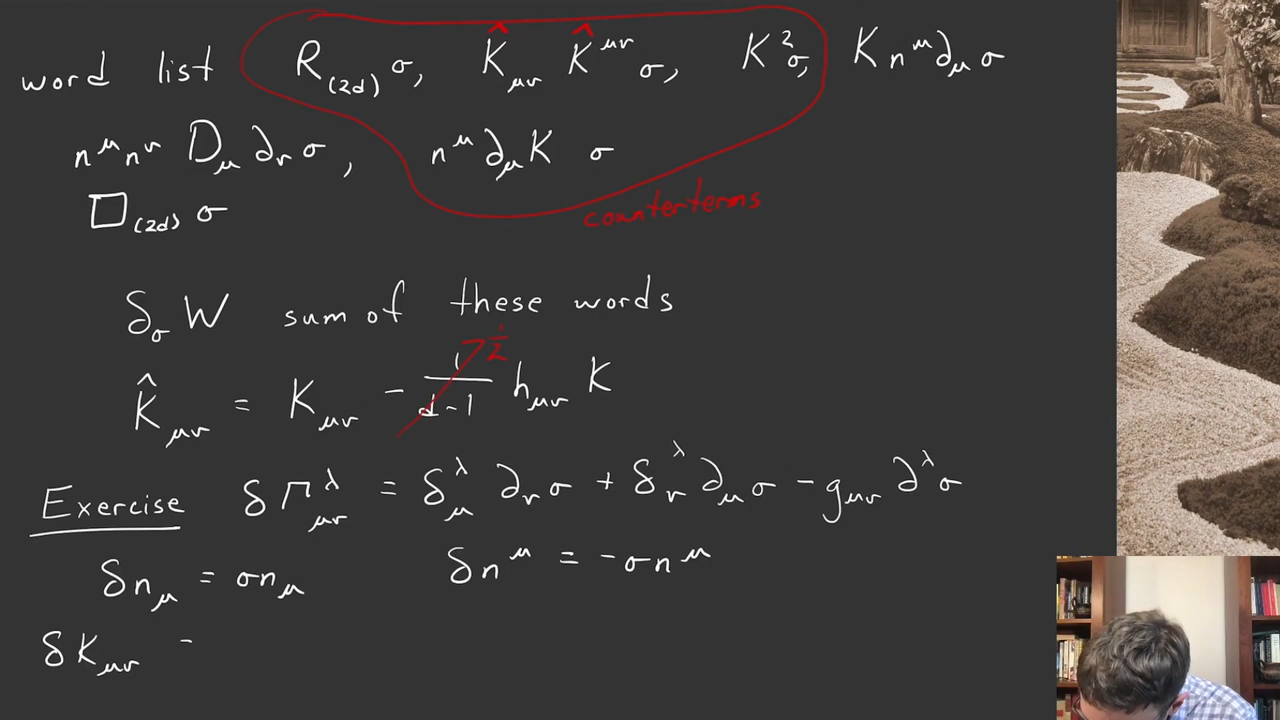 word list R_(2d) σ, K̂_μν K̂^μν σ, K² σ, K n^μ ∂_μ σ
n^μ n^ν D_μ ∂_ν σ, n^μ ∂_μ K σ
□_(2d) σ
counterterms
δ_σ W sum of these words
K̂_μν = K_μν - 1/(d-1) h_μν K
1/2
Exercise δΓ^λ_μν = δ^λ_μ ∂_ν σ + δ^λ_ν ∂_μ σ - g_μν ∂^λ σ
δn_μ = σn_μ δn^μ = -σn^μ
δK_μν